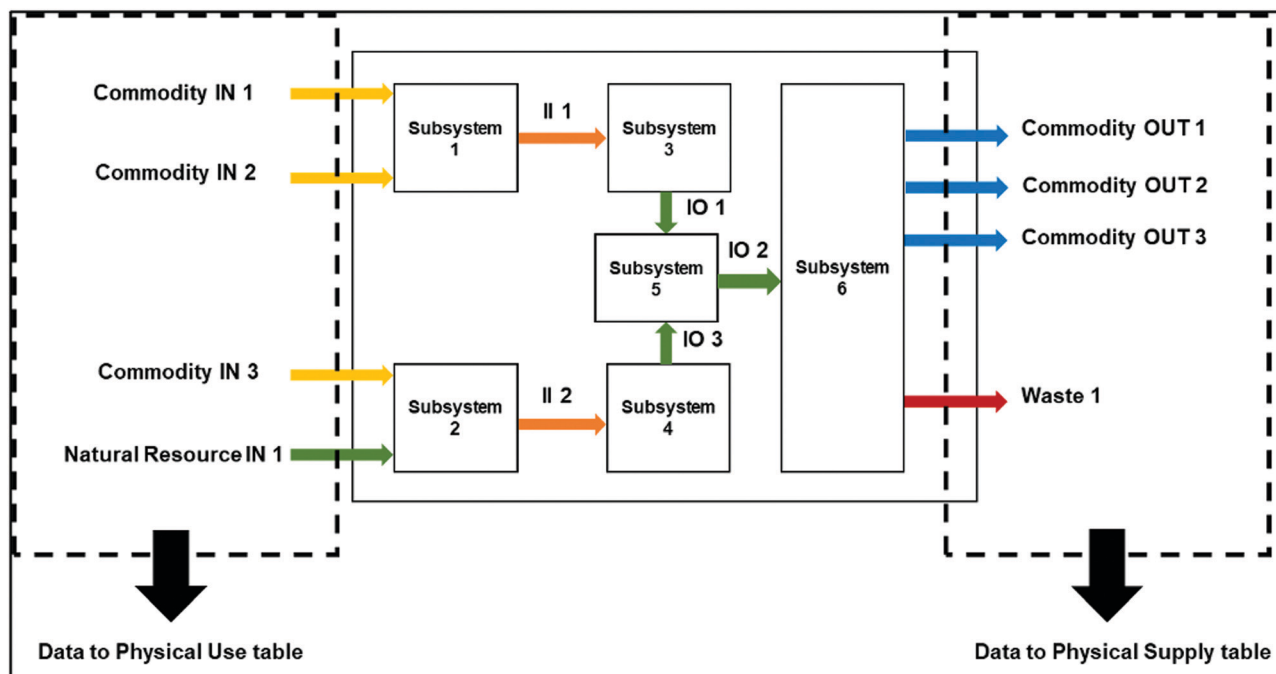 Commodity IN 1
Commodity IN 2
Commodity IN 3
Natural Resource IN 1
Data to Physical Use table
Subsystem
1
II 1
Subsystem
3
IO 1
Subsystem
5
IO 2
IO 3
Subsystem
2
II 2
Subsystem
4
Subsystem
6
Commodity OUT 1
Commodity OUT 2
Commodity OUT 3
Waste 1
Data to Physical Supply table